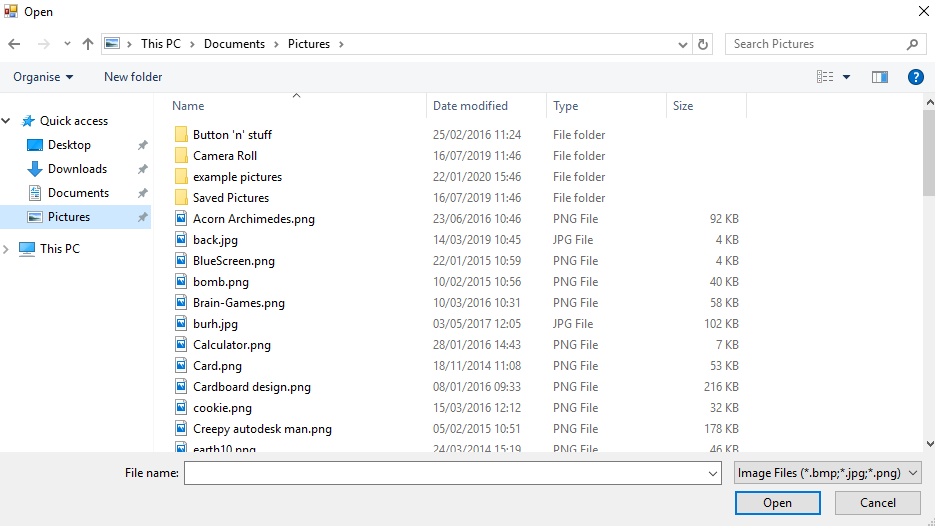 Open
This PC Documents Pictures Search Pictures
Organise New folder
Name Date modified Type Size
Quick access
Desktop
Downloads
Documents
Pictures
This PC
Button 'n' stuff 25/02/2016 11:24 File folder
Camera Roll 16/07/2019 11:46 File folder
example pictures 22/01/2020 15:46 File folder
Saved Pictures 16/07/2019 11:46 File folder
Acorn Archimedes.png 23/06/2016 10:46 PNG File 92 KB
back.jpg 14/03/2019 10:45 JPG File 4 KB
BlueScreen.png 22/01/2015 10:59 PNG File 4 KB
bomb.png 10/02/2015 10:56 PNG File 40 KB
Brain-Games.png 10/03/2016 10:31 PNG File 58 KB
burh.jpg 03/05/2017 12:05 JPG File 102 KB
Calculator.png 28/01/2016 14:43 PNG File 7 KB
Card.png 18/11/2014 11:08 PNG File 53 KB
Cardboard design.png 08/01/2016 09:33 PNG File 216 KB
cookie.png 15/03/2016 12:12 PNG File 32 KB
Creepy autodesk man.png 05/02/2015 10:51 PNG File 178 KB
earth10.png 24/03/2014 15:19 PNG File 46 KB
File name: Image Files (*.bmp;*.jpg;*.png)
Open Cancel